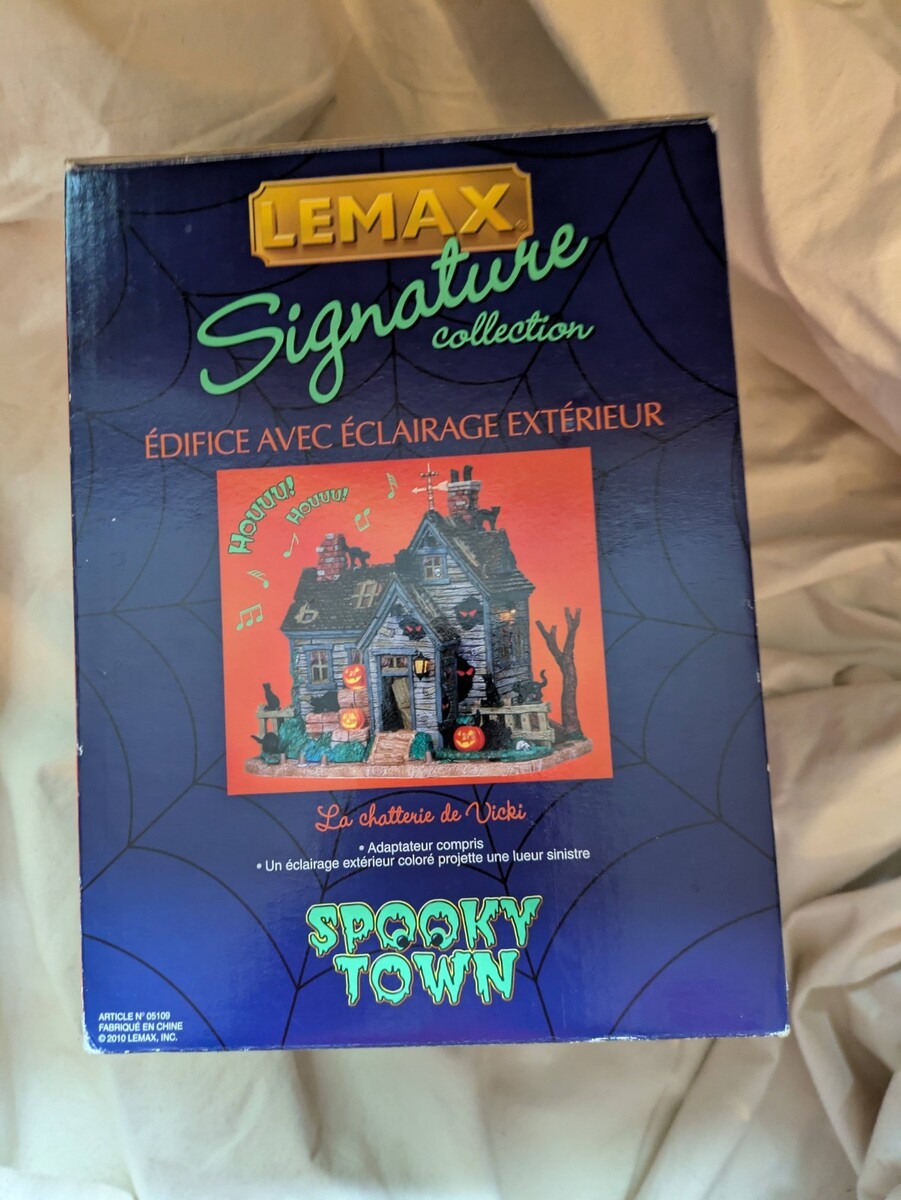 LEMAX
Signature
collection
ÉDIFICE AVEC ÉCLAIRAGE EXTÉRIEUR
HOUUU!
HOUUU!
La chatterie de Vicki
• Adaptateur compris
• Un éclairage extérieur coloré projette une lueur sinistre
SPOOKY
TOWN
ARTICLE N° 05109
FABRIQUÉ EN CHINE
© 2010 LEMAX, INC.